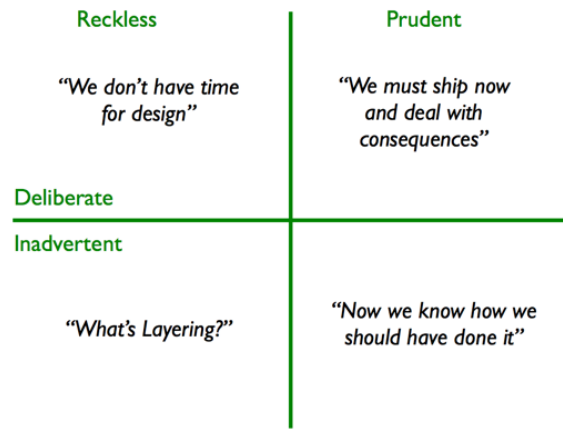 Reckless
Prudent
“We don’t have time
for design”
“We must ship now
and deal with
consequences”
Deliberate
Inadvertent
“What’s Layering?”
“Now we know how we
should have done it”